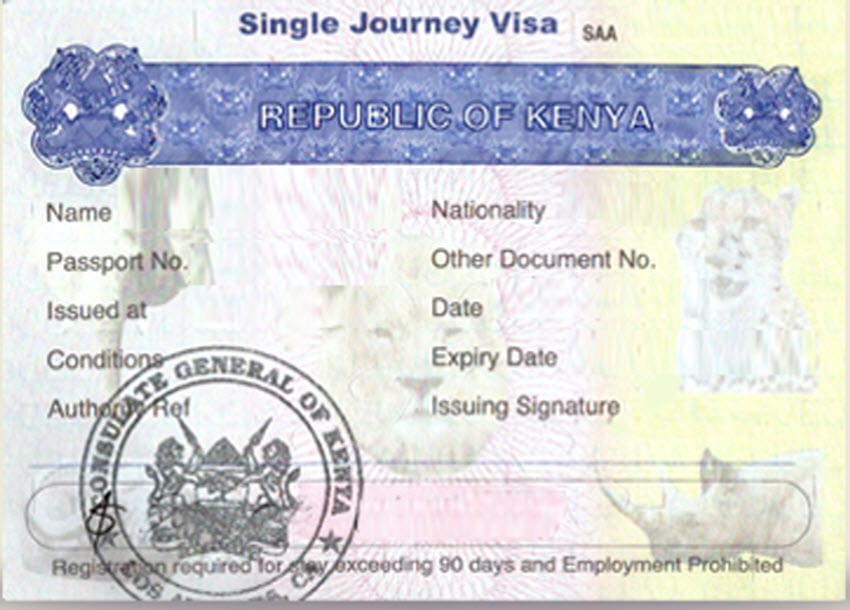 Single Journey Visa SAA
REPUBLIC OF KENYA
Name Nationality
Passport No. Other Document No.
Issued at Date
Conditions Expiry Date
Authority Ref Issuing Signature
CONSULATE GENERAL OF KENYA
Registration required for stay exceeding 90 days and Employment Prohibited